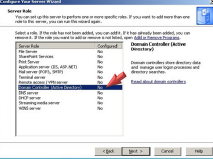 Configure Your Server Wizard
Server Role
You can set up this server to perform one or more specific roles. If you want to add more than one
role to this server, you can run this wizard again.
Select a role. If the role has not been added, you can add it. If it has already been added, you can
remove it. If the role you want to add or remove is not listed, open Add or Remove Programs.
Server Role Configured
File server No
SharePoint Services No
Print server No
Application server (IIS, ASP.NET) No
Mail server (POP3, SMTP) No
Terminal server No
Remote access / VPN server No
Domain Controller (Active Directory) No
DNS server No
DHCP server No
Streaming media server No
WINS server No
Domain Controller (Active
Directory)
Domain controllers store directory data
and manage user logon processes and
directory searches.
Read about domain controllers
< Back Next > Cancel Help